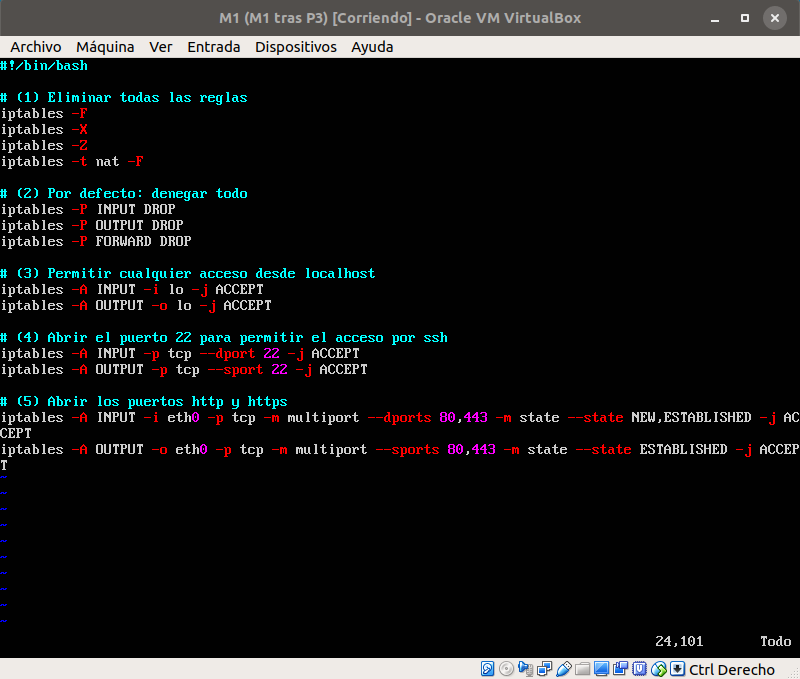 M1 (M1 tras P3) [Corriendo] - Oracle VM VirtualBox
Archivo Máquina Ver Entrada Dispositivos Ayuda
#!/bin/bash
# (1) Eliminar todas las reglas
iptables -F
iptables -X
iptables -Z
iptables -t nat -F
# (2) Por defecto: denegar todo
iptables -P INPUT DROP
iptables -P OUTPUT DROP
iptables -P FORWARD DROP
# (3) Permitir cualquier acceso desde localhost
iptables -A INPUT -i lo -j ACCEPT
iptables -A OUTPUT -o lo -j ACCEPT
# (4) Abrir el puerto 22 para permitir el acceso por ssh
iptables -A INPUT -p tcp --dport 22 -j ACCEPT
iptables -A OUTPUT -p tcp --sport 22 -j ACCEPT
# (5) Abrir los puertos http y https
iptables -A INPUT -i eth0 -p tcp -m multiport --dports 80,443 -m state --state NEW,ESTABLISHED -j AC
CEPT
iptables -A OUTPUT -o eth0 -p tcp -m multiport --sports 80,443 -m state --state ESTABLISHED -j ACCEP
T
~
~
~
~
~
~
~
~
~
~
24,101 Todo
Ctrl Derecho